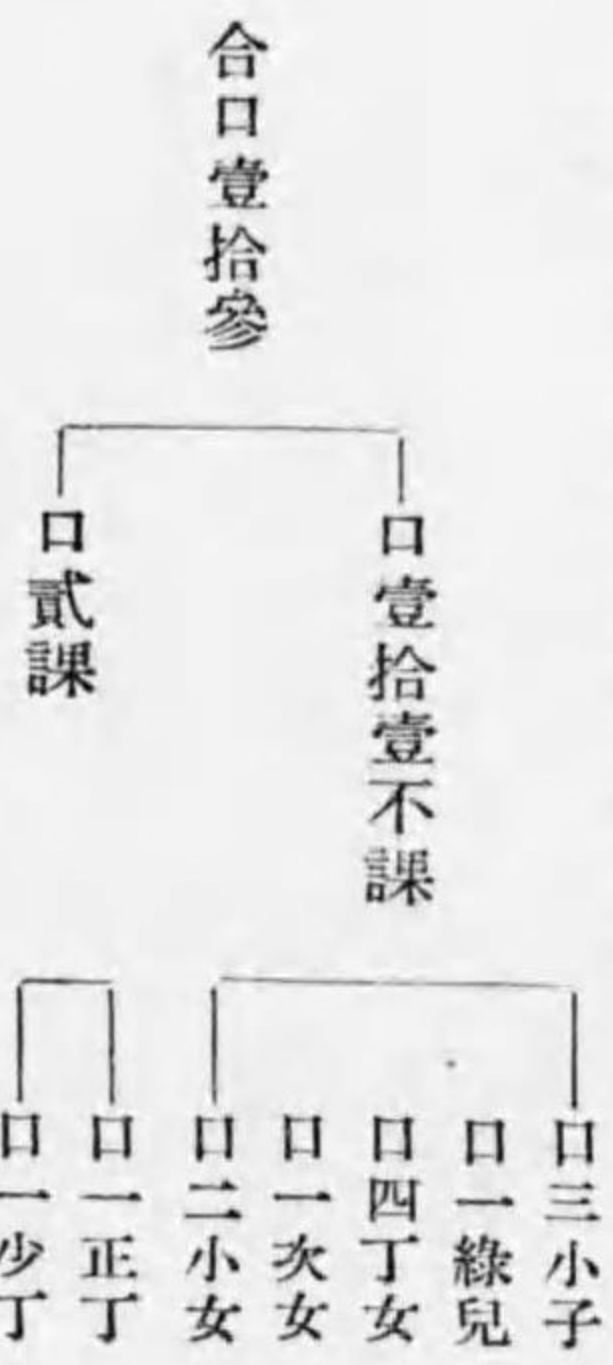 合口壹拾參
口壹拾壹不課
口三小子
口一綠兒
口四丁女
口一次女
口二小女
口貳課
口一正丁
口一少丁